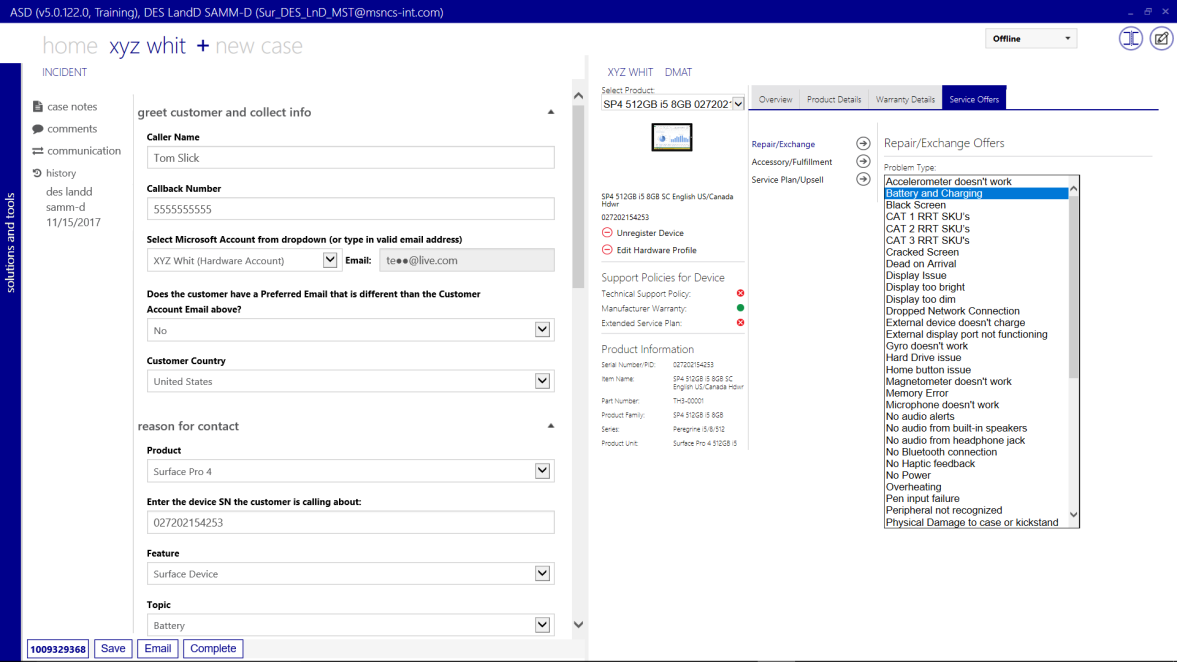 ASD (v5.0.122.0, Training), DES LandD SAMM-D (Sur_DES_LnD_MST@msncs-int.com)
home xyz whit + new case
Offline
INCIDENT
solutions and tools
case notes
comments
communication
history
des landd
samm-d
11/15/2017
greet customer and collect info
Caller Name
Tom Slick
Callback Number
5555555555
Select Microsoft Account from dropdown (or type in valid email address)
XYZ Whit (Hardware Account) Email: te●●@live.com
Does the customer have a Preferred Email that is different than the Customer
Account Email above?
No
Customer Country
United States
reason for contact
Product
Surface Pro 4
Enter the device SN the customer is calling about:
027202154253
Feature
Surface Device
Topic
Battery
1009329368 Save Email Complete
XYZ WHIT DMAT
Select Product:
SP4 512GB i5 8GB 027202
SP4 512GB i5 8GB SC English US/Canada
Hdwr
027202154253
Unregister Device
Edit Hardware Profile
Support Policies for Device
Technical Support Policy:
Manufacturer Warranty:
Extended Service Plan:
Product Information
Serial Number/PID: 027202154253
Item Name: SP4 512GB i5 8GB SC
English US/Canada Hdwr
Part Number: TH3-00001
Product Family: SP4 512GB i5 8GB
Series: Peregrine i5/8/512
Product Unit: Surface Pro 4 512GB i5
Overview Product Details Warranty Details Service Offers
Repair/Exchange
Accessory/Fulfillment
Service Plan/Upsell
Repair/Exchange Offers
Problem Type:
Accelerometer doesn't work
Battery and Charging
Black Screen
CAT 1 RRT SKU's
CAT 2 RRT SKU's
CAT 3 RRT SKU's
Cracked Screen
Dead on Arrival
Display Issue
Display too bright
Display too dim
Dropped Network Connection
External device doesn't charge
External display port not functioning
Gyro doesn't work
Hard Drive issue
Home button issue
Magnetometer doesn't work
Memory Error
Microphone doesn't work
No audio alerts
No audio from built-in speakers
No audio from headphone jack
No Bluetooth connection
No Haptic feedback
No Power
Overheating
Pen input failure
Peripheral not recognized
Physical Damage to case or kickstand